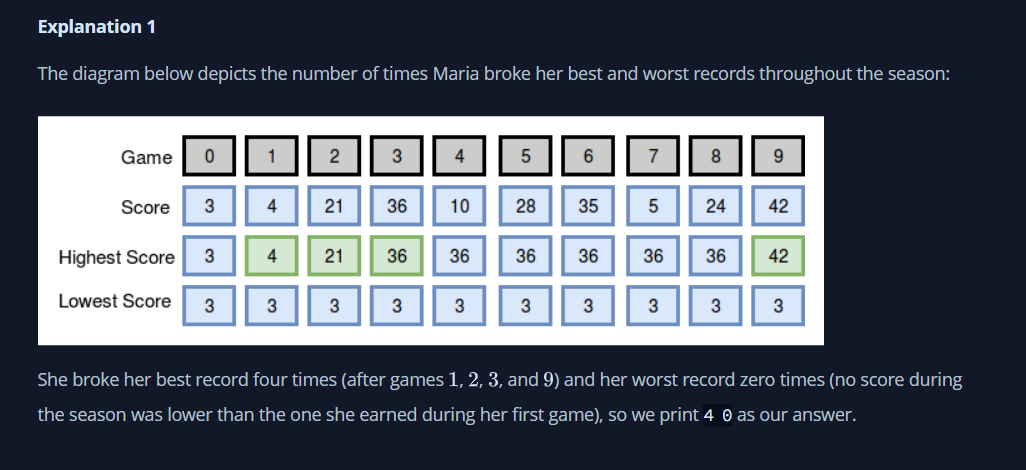 Explanation 1
The diagram below depicts the number of times Maria broke her best and worst records throughout the season:
Game 0 1 2 3 4 5 6 7 8 9
Score 3 4 21 36 10 28 35 5 24 42
Highest Score 3 4 21 36 36 36 36 36 36 42
Lowest Score 3 3 3 3 3 3 3 3 3 3
She broke her best record four times (after games 1, 2, 3, and 9) and her worst record zero times (no score during
the season was lower than the one she earned during her first game), so we print 4 0 as our answer.